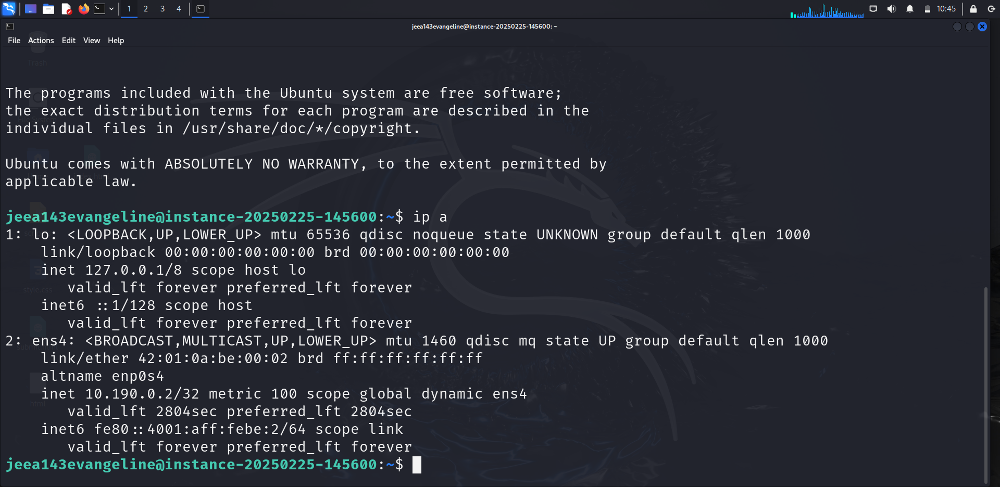 1 2 3 4 10:45
jeea143evangeline@instance-20250225-145600: ~
File Actions Edit View Help
Trash
The programs included with the Ubuntu system are free software;
the exact distribution terms for each program are described in the
File System
individual files in /usr/share/doc/*/copyright.
Ubuntu comes with ABSOLUTELY NO WARRANTY, to the extent permitted by
applicable law.
jeea143evangeline@instance-20250225-145600:~$ ip a
1: lo: <LOOPBACK,UP,LOWER_UP> mtu 65536 qdisc noqueue state UNKNOWN group default qlen 1000
link/loopback 00:00:00:00:00:00 brd 00:00:00:00:00:00
inet 127.0.0.1/8 scope host lo
valid_lft forever preferred_lft forever
style.css
inet6 ::1/128 scope host
valid_lft forever preferred_lft forever
2: ens4: <BROADCAST,MULTICAST,UP,LOWER_UP> mtu 1460 qdisc mq state UP group default qlen 1000
link/ether 42:01:0a:be:00:02 brd ff:ff:ff:ff:ff:ff
altname enp0s4
inet 10.190.0.2/32 metric 100 scope global dynamic ens4
html
valid_lft 2804sec preferred_lft 2804sec
inet6 fe80::4001:aff:febe:2/64 scope link
valid_lft forever preferred_lft forever
jeea143evangeline@instance-20250225-145600:~$